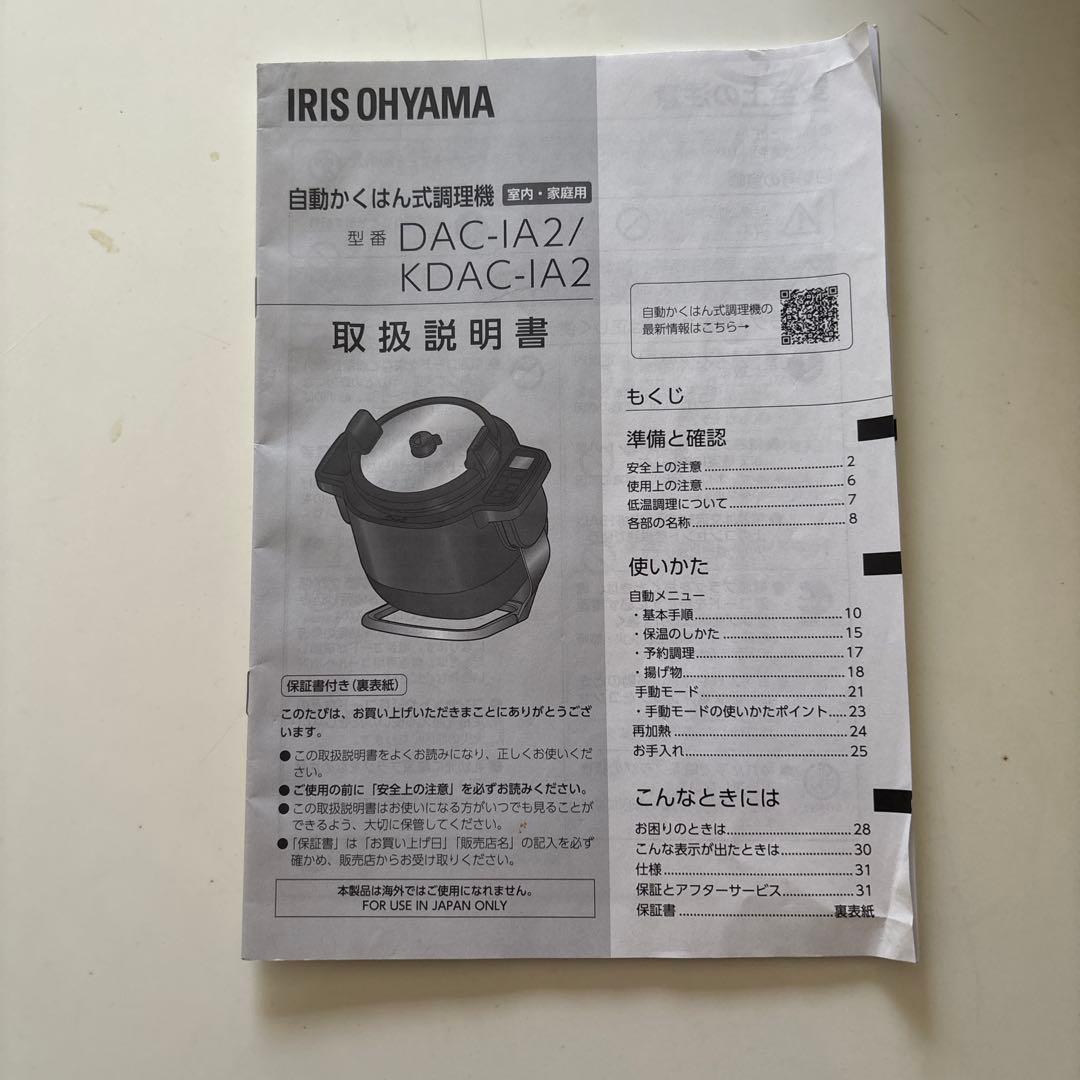 IRIS OHYAMA
自動かくはん式調理機 室内・家庭用
型番 DAC-IA2/
KDAC-IA2
取扱説明書
保証書付き(裏表紙)
このたびは、お買い上げいただきまことにありがとうござ
います。
●この取扱説明書をよくお読みになり、正しくお使いくだ
さい。
●ご使用の前に「安全上の注意」を必ずお読みください。
●この取扱説明書はお使いになる方がいつでも見ることが
できるよう、大切に保管してください。
●「保証書」は「お買い上げ日」「販売店名」の記入を必ず
確かめ、販売店からお受け取りください。
本製品は海外ではご使用になれません。
FOR USE IN JAPAN ONLY
自動かくはん式調理機の
最新情報はこちら→
もくじ
準備と確認
安全上の注意 2
使用上の注意 6
低温調理について 7
各部の名称 8
使いかた
自動メニュー
・基本手順 10
・保温のしかた 15
・予約調理 17
・揚げ物 18
手動モード 21
・手動モードの使いかたポイント 23
再加熱 24
お手入れ 25
こんなときには
お困りのときは 28
こんな表示が出たときは 30
仕様 31
保証とアフターサービス 31
保証書 裏表紙